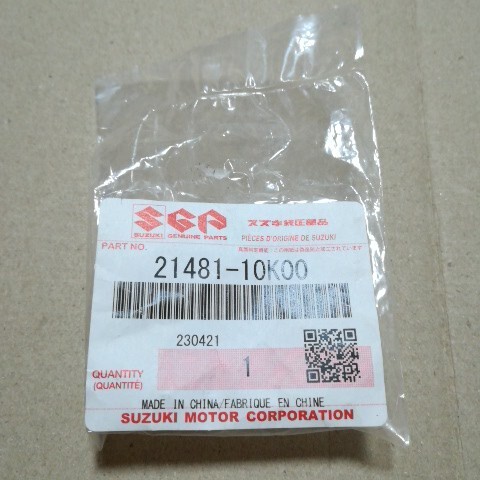 SGP
スズキ純正部品
SUZUKI GENUINE PARTS
PIÈCES D'ORIGINE DE SUZUKI
PART NO.
21481-10K00
230421
QUANTITY
(QUANTITÉ)
1
MADE IN CHINA/FABRIQUE EN CHINE
SUZUKI MOTOR CORPORATION